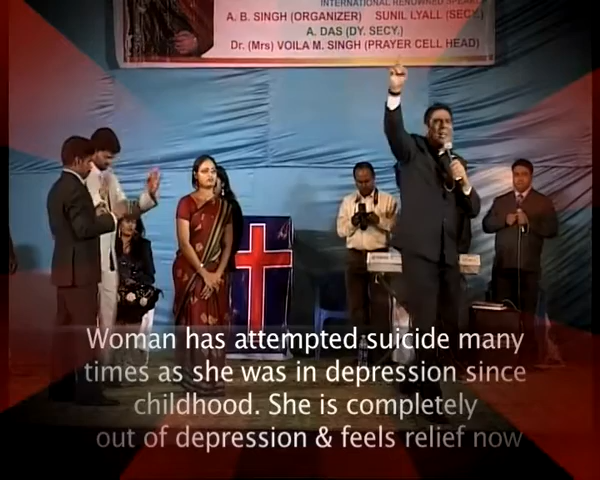 INTERNATIONAL RENOWNED SPEAKER
A. B. SINGH (ORGANIZER) SUNIL LYALL (SECY.)
A. DAS (DY. SECY.)
Dr. (Mrs) VOILA M. SINGH (PRAYER CELL HEAD)
Woman has attempted suicide many
times as she was in depression since
childhood. She is completely
out of depression & feels relief now